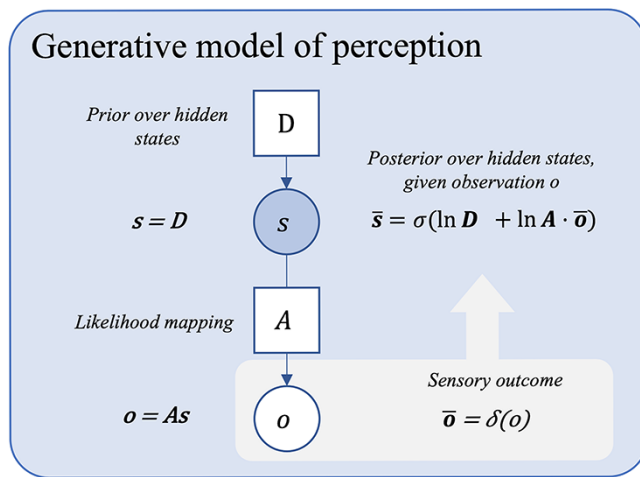 Generative model of perception
Prior over hidden
states
D
Posterior over hidden states,
given observation o
s = D
s
s̅ = σ(ln D + ln A · o̅)
Likelihood mapping
A
Sensory outcome
o = As
o
o̅ = δ(o)